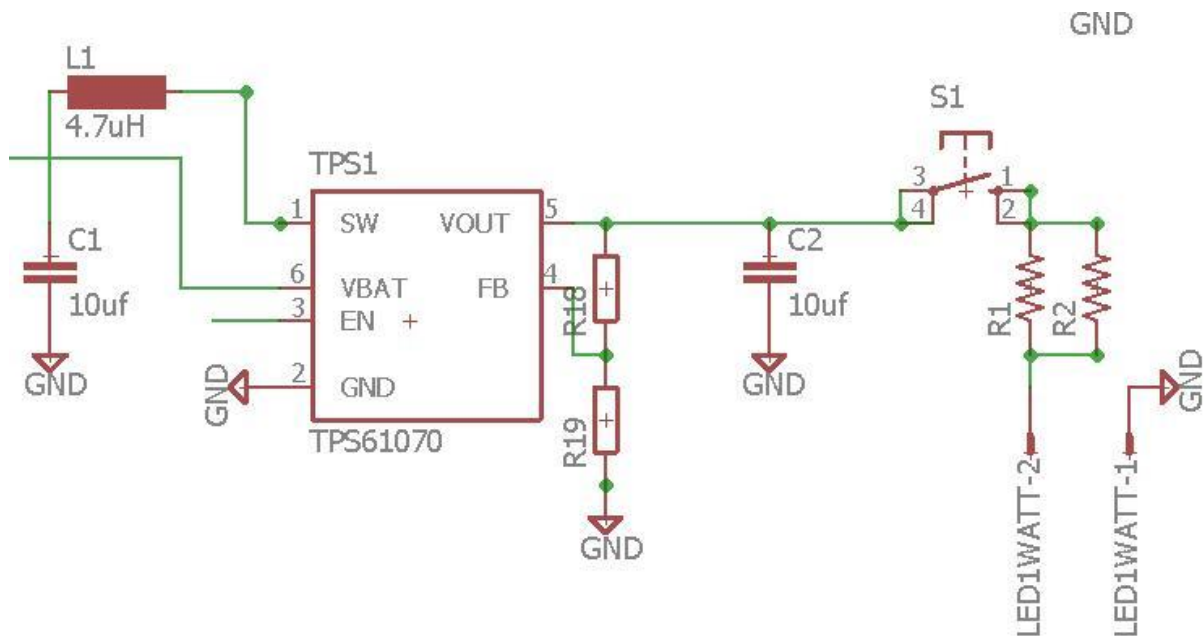 GND
L1
4.7uH
S1
TPS1
3
1
4
2
1
SW
VOUT
5
C1
10uf
6
VBAT
FB
4
R18
C2
10uf
3
EN
R1
R2
GND
GND
2
GND
GND
GND
R19
TPS61070
GND
LED1WATT-2
LED1WATT-1